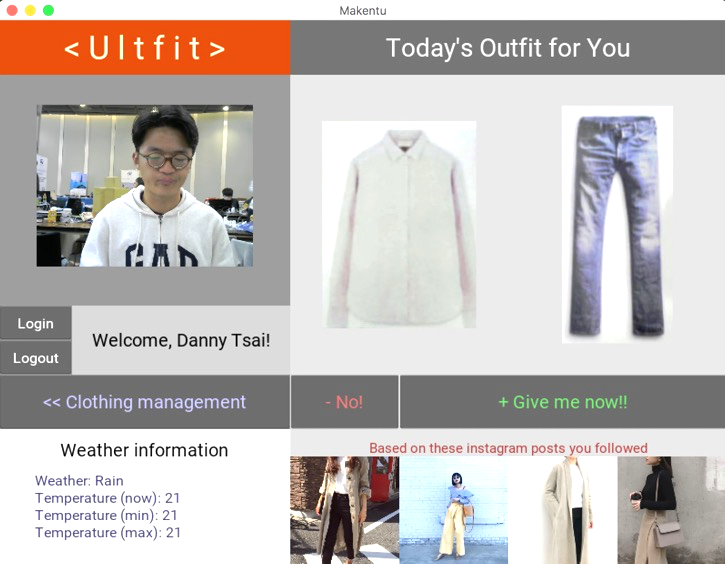 Makentu
<Ultfit>
Today's Outfit for You
GAP
Login
Logout
Welcome, Danny Tsai!
<< Clothing management
- No!
+ Give me now!!
Weather information
Weather: Rain
Temperature (now): 21
Temperature (min): 21
Temperature (max): 21
Based on these instagram posts you followed